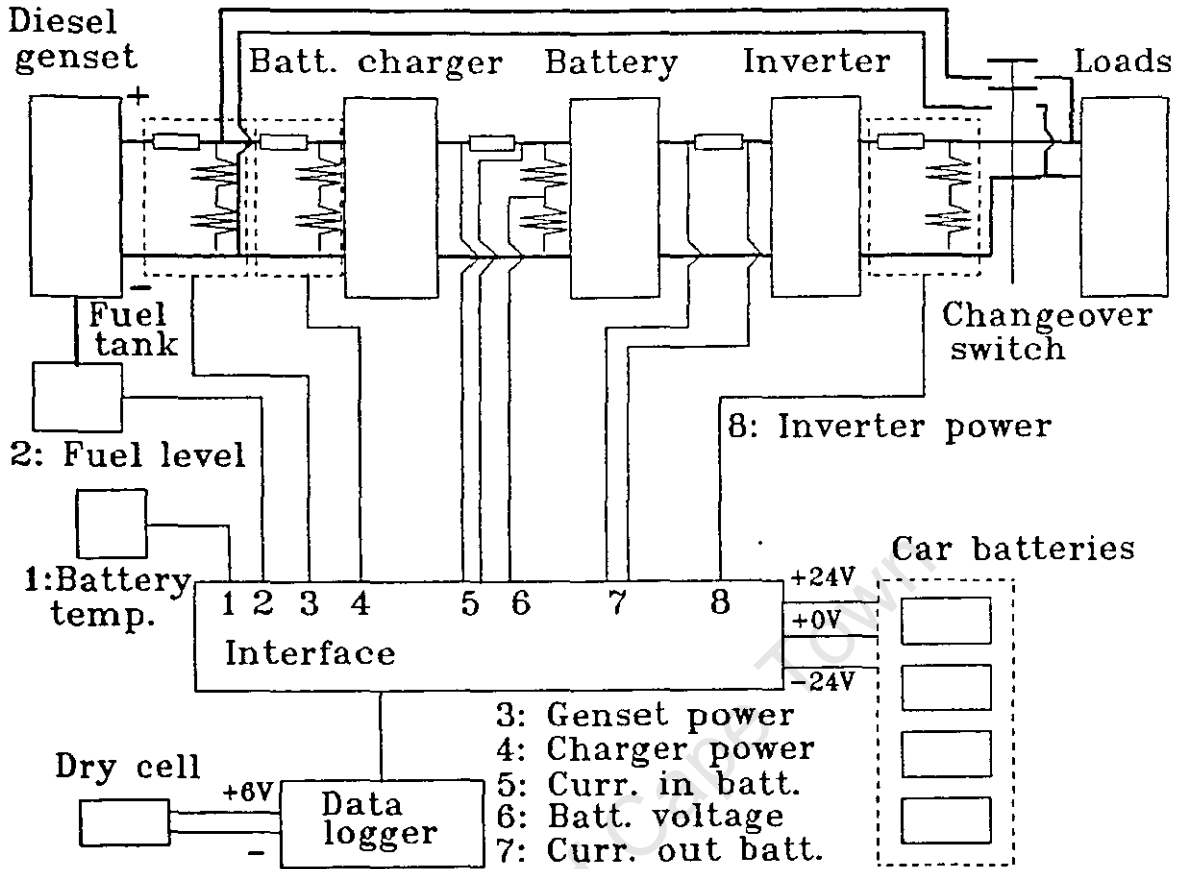 Diesel
genset
Batt. charger
Battery
Inverter
Loads
+
-
Fuel
tank
Changeover
switch
2: Fuel level
8: Inverter power
1:Battery
temp.
Car batteries
1 2 3 4 5 6 7 8
Interface
+24V
+0V
-24V
3: Genset power
4: Charger power
5: Curr. in batt.
6: Batt. voltage
7: Curr. out batt.
Dry cell
+6V
-
Data
logger
Cape Town